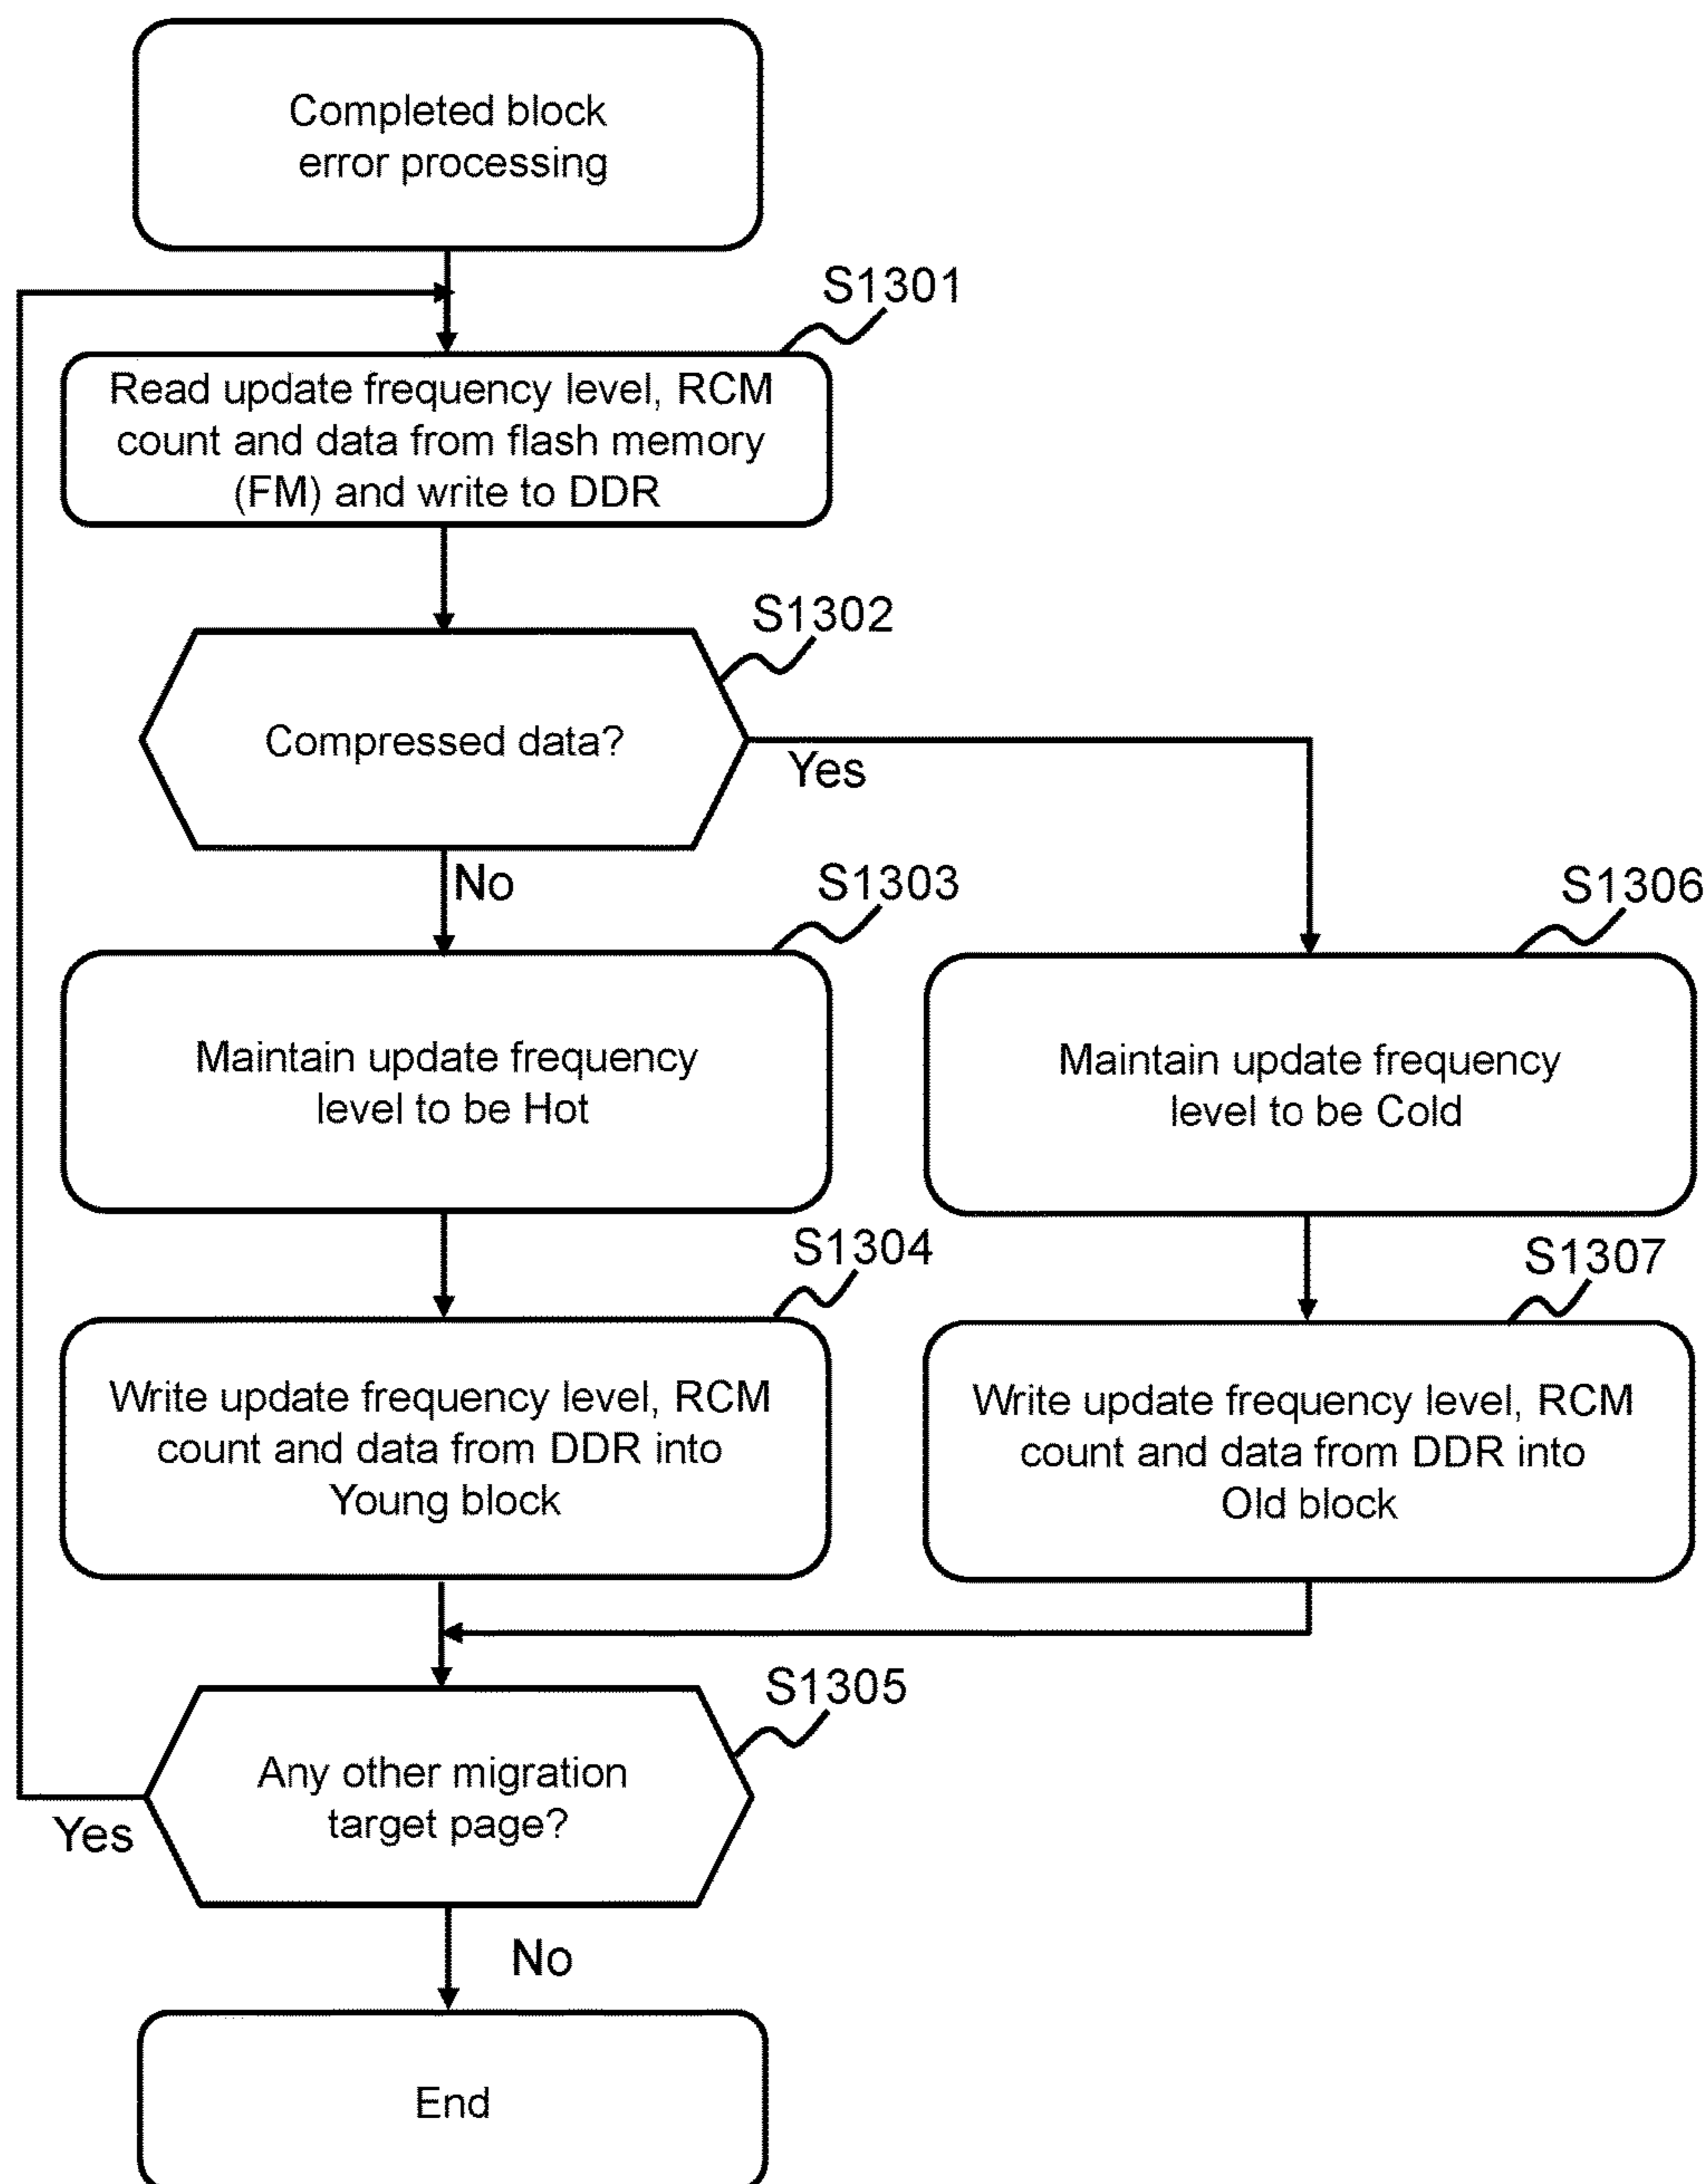 Completed block
error processing
S1301
Read update frequency level, RCM
count and data from flash memory
(FM) and write to DDR
S1302
Compressed data?
Yes
No
S1303
S1306
Maintain update frequency
level to be Hot
Maintain update frequency
level to be Cold
S1304
S1307
Write update frequency level, RCM
count and data from DDR into
Young block
Write update frequency level, RCM
count and data from DDR into
Old block
S1305
Any other migration
target page?
Yes
No
End